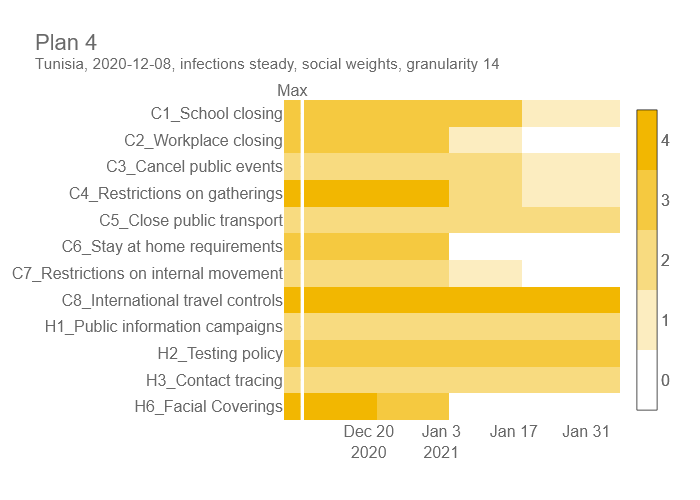 Plan 4
Tunisia, 2020-12-08, infections steady, social weights, granularity 14
Max
C1_School closing
C2_Workplace closing
C3_Cancel public events
C4_Restrictions on gatherings
C5_Close public transport
C6_Stay at home requirements
C7_Restrictions on internal movement
C8_International travel controls
H1_Public information campaigns
H2_Testing policy
H3_Contact tracing
H6_Facial Coverings
4
3
2
1
0
Dec 20 Jan 3 Jan 17 Jan 31
2020 2021